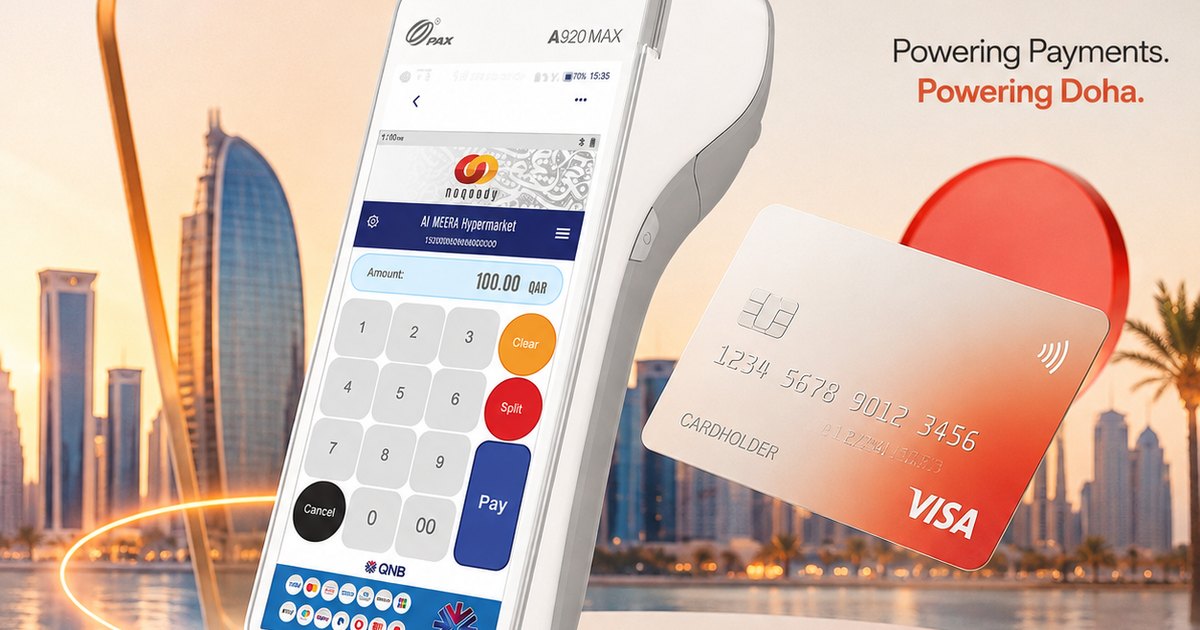 PAX
A920 MAX
Powering Payments.
Powering Doha.
70% 15:35
noqoody
Al MEERA Hypermarket
Amount: 100.00 QAR
1 2 3 Clear
4 5 6 Split
7 8 9 Pay
Cancel 0 00
QNB
1234 5678 9012 3456
CARDHOLDER
VISA